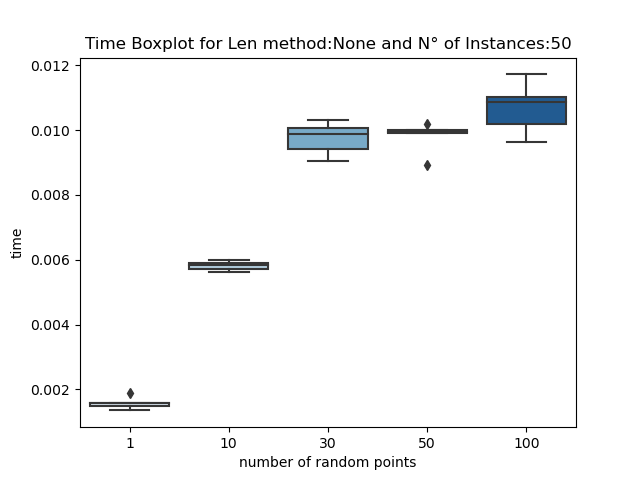 Time Boxplot for Len method:None and N° of Instances:50
0.012
0.010
0.008
0.006
0.004
0.002
time
1 10 30 50 100
number of random points